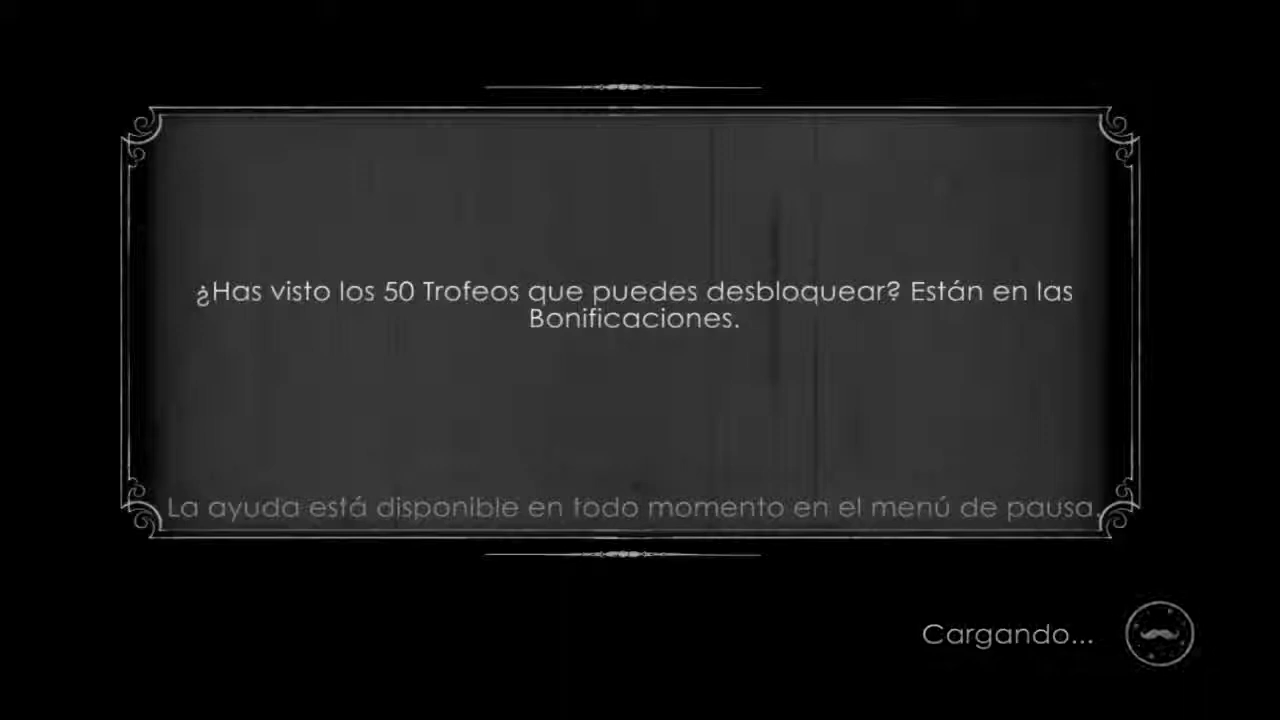 ¿Has visto los 50 Trofeos que puedes desbloquear? Están en las
Bonificaciones.
La ayuda está disponible en todo momento en el menú de pausa.
Cargando...